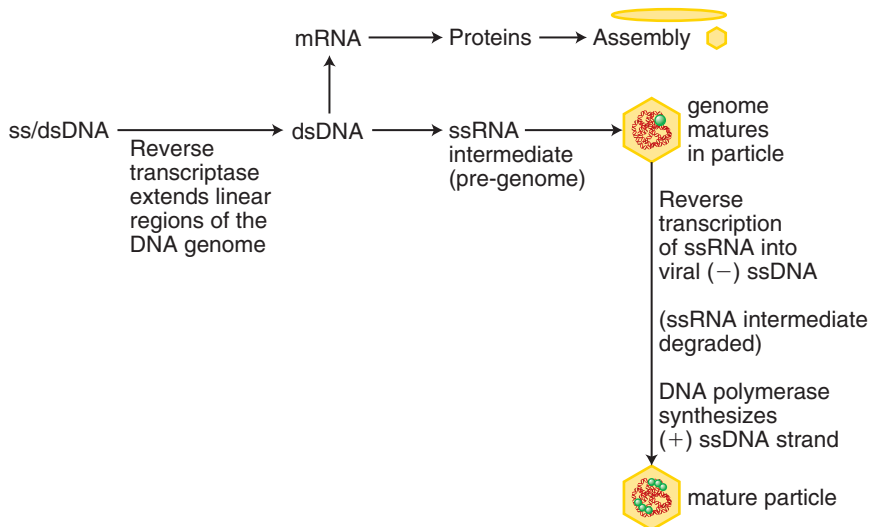 mRNA
Proteins
Assembly
ss/dsDNA
Reverse
transcriptase
extends linear
regions of the
DNA genome
dsDNA
ssRNA
intermediate
(pre-genome)
genome
matures
in particle
Reverse
transcription
of ssRNA into
viral (−) ssDNA
(ssRNA intermediate
degraded)
DNA polymerase
synthesizes
(+) ssDNA strand
mature particle